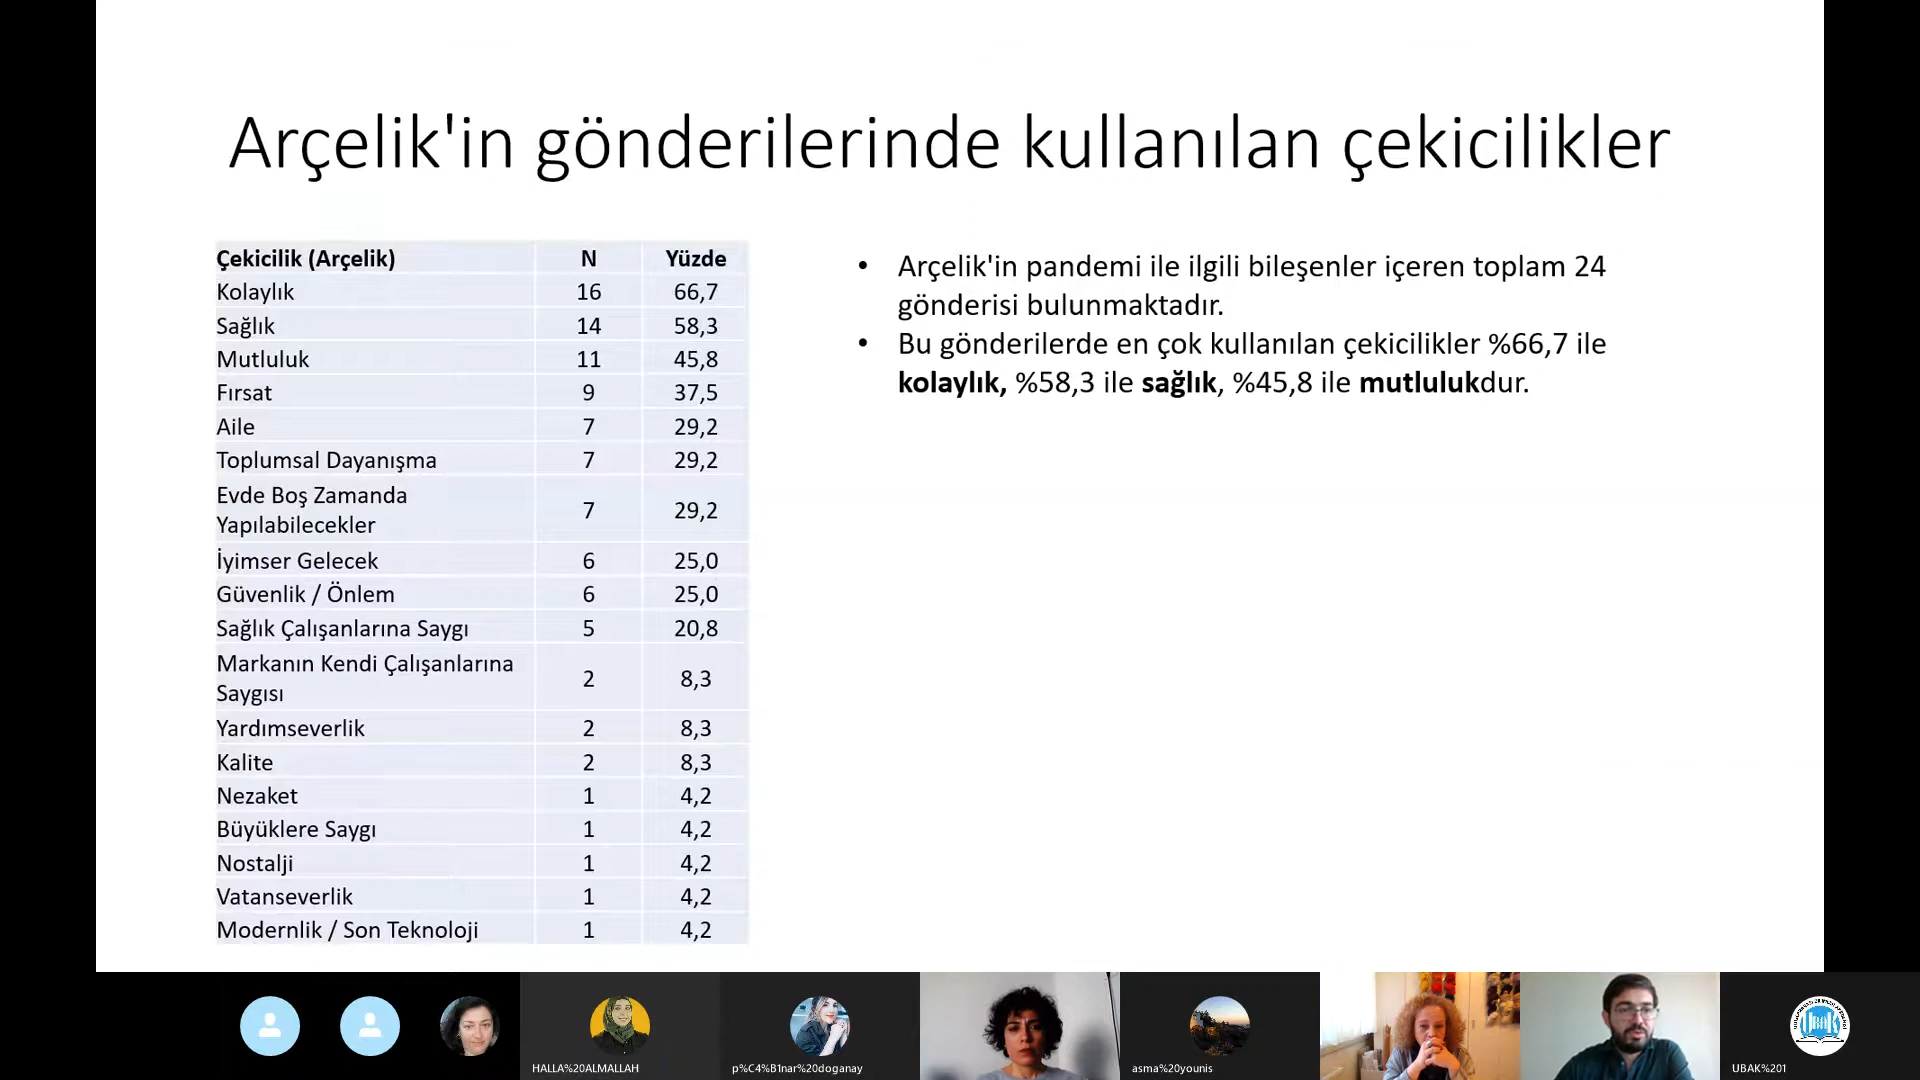 Arçelik'in gönderilerinde kullanılan çekicilikler
Çekicilik (Arçelik) N Yüzde
Kolaylık 16 66,7
Sağlık 14 58,3
Mutluluk 11 45,8
Fırsat 9 37,5
Aile 7 29,2
Toplumsal Dayanışma 7 29,2
Evde Boş Zamanda
Yapılabilecekler 7 29,2
İyimser Gelecek 6 25,0
Güvenlik / Önlem 6 25,0
Sağlık Çalışanlarına Saygı 5 20,8
Markanın Kendi Çalışanlarına
Saygısı 2 8,3
Yardımseverlik 2 8,3
Kalite 2 8,3
Nezaket 1 4,2
Büyüklere Saygı 1 4,2
Nostalji 1 4,2
Vatanseverlik 1 4,2
Modernlik / Son Teknoloji 1 4,2
• Arçelik'in pandemi ile ilgili bileşenler içeren toplam 24
gönderisi bulunmaktadır.
• Bu gönderilerde en çok kullanılan çekicilikler %66,7 ile
kolaylık, %58,3 ile sağlık, %45,8 ile mutlulukdur.
HALLA%20ALMALLAH
p%C4%B1nar%20doganay
asma%20younis
UBAK
UBAK%201